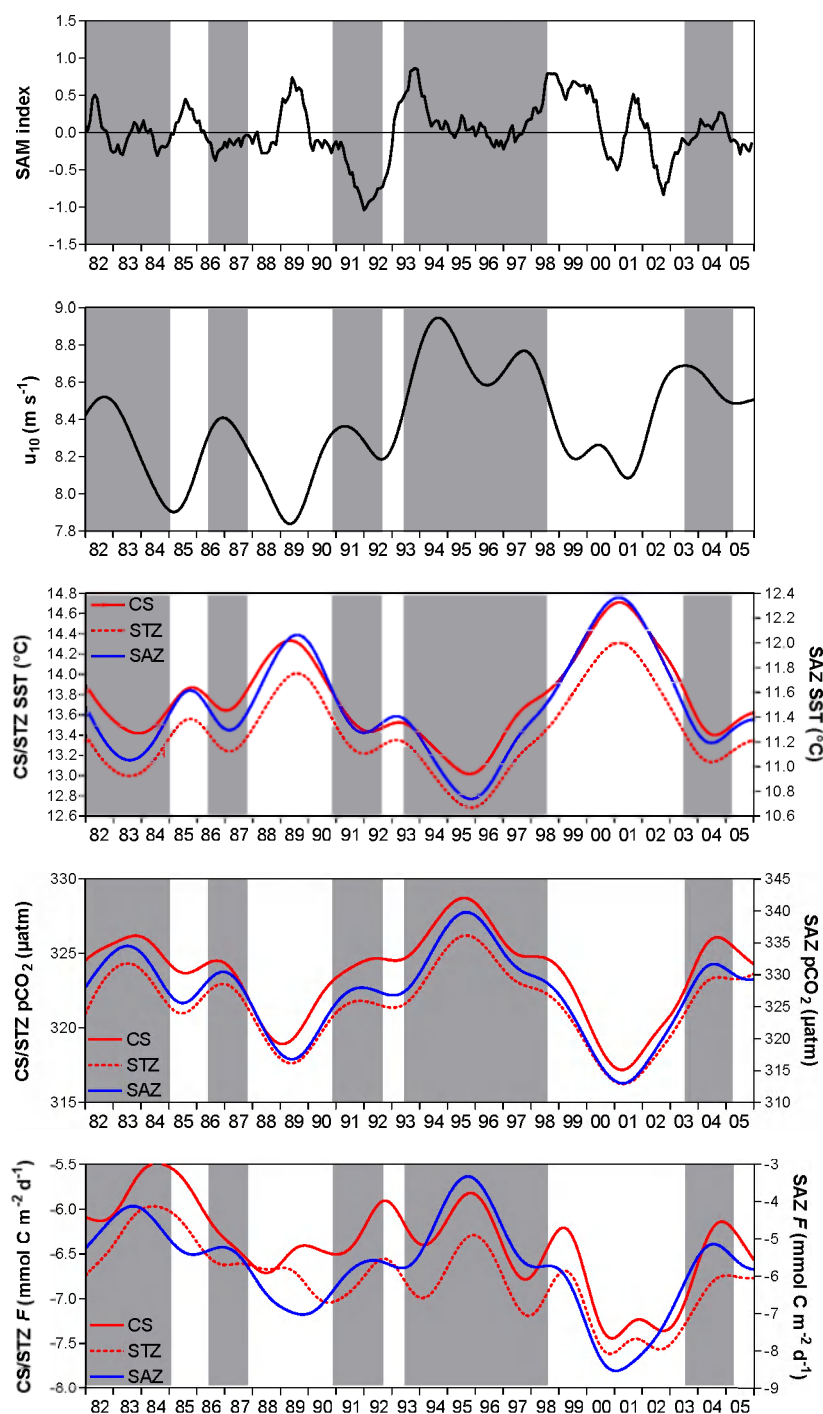 1.5
1.0
0.5
0.0
-0.5
-1.0
-1.5
SAM index
82 83 84 85 86 87 88 89 90 91 92 93 94 95 96 97 98 99 00 01 02 03 04 05
9.0
8.8
8.6
8.4
8.2
8.0
7.8
u10 (m s-1)
82 83 84 85 86 87 88 89 90 91 92 93 94 95 96 97 98 99 00 01 02 03 04 05
14.8
14.6
14.4
14.2
14.0
13.8
13.6
13.4
13.2
13.0
12.8
12.6
CS/STZ SST (°C)
CS
STZ
SAZ
12.4
12.2
12.0
11.8
11.6
11.4
11.2
11.0
10.8
10.6
SAZ SST (°C)
82 83 84 85 86 87 88 89 90 91 92 93 94 95 96 97 98 99 00 01 02 03 04 05
330
325
320
315
CS/STZ pCO2 (µatm)
CS
STZ
SAZ
345
340
335
330
325
320
315
310
SAZ pCO2 (µatm)
82 83 84 85 86 87 88 89 90 91 92 93 94 95 96 97 98 99 00 01 02 03 04 05
-5.5
-6.0
-6.5
-7.0
-7.5
-8.0
CS/STZ F (mmol C m-2 d-1)
CS
STZ
SAZ
-3
-4
-5
-6
-7
-8
-9
SAZ F (mmol C m-2 d-1)
82 83 84 85 86 87 88 89 90 91 92 93 94 95 96 97 98 99 00 01 02 03 04 05